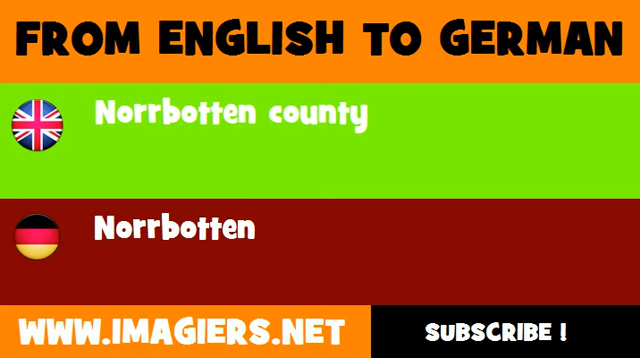 FROM ENGLISH TO GERMAN
Norrbotten county
Norrbotten
WWW.IMAGIERS.NET
SUBSCRIBE !